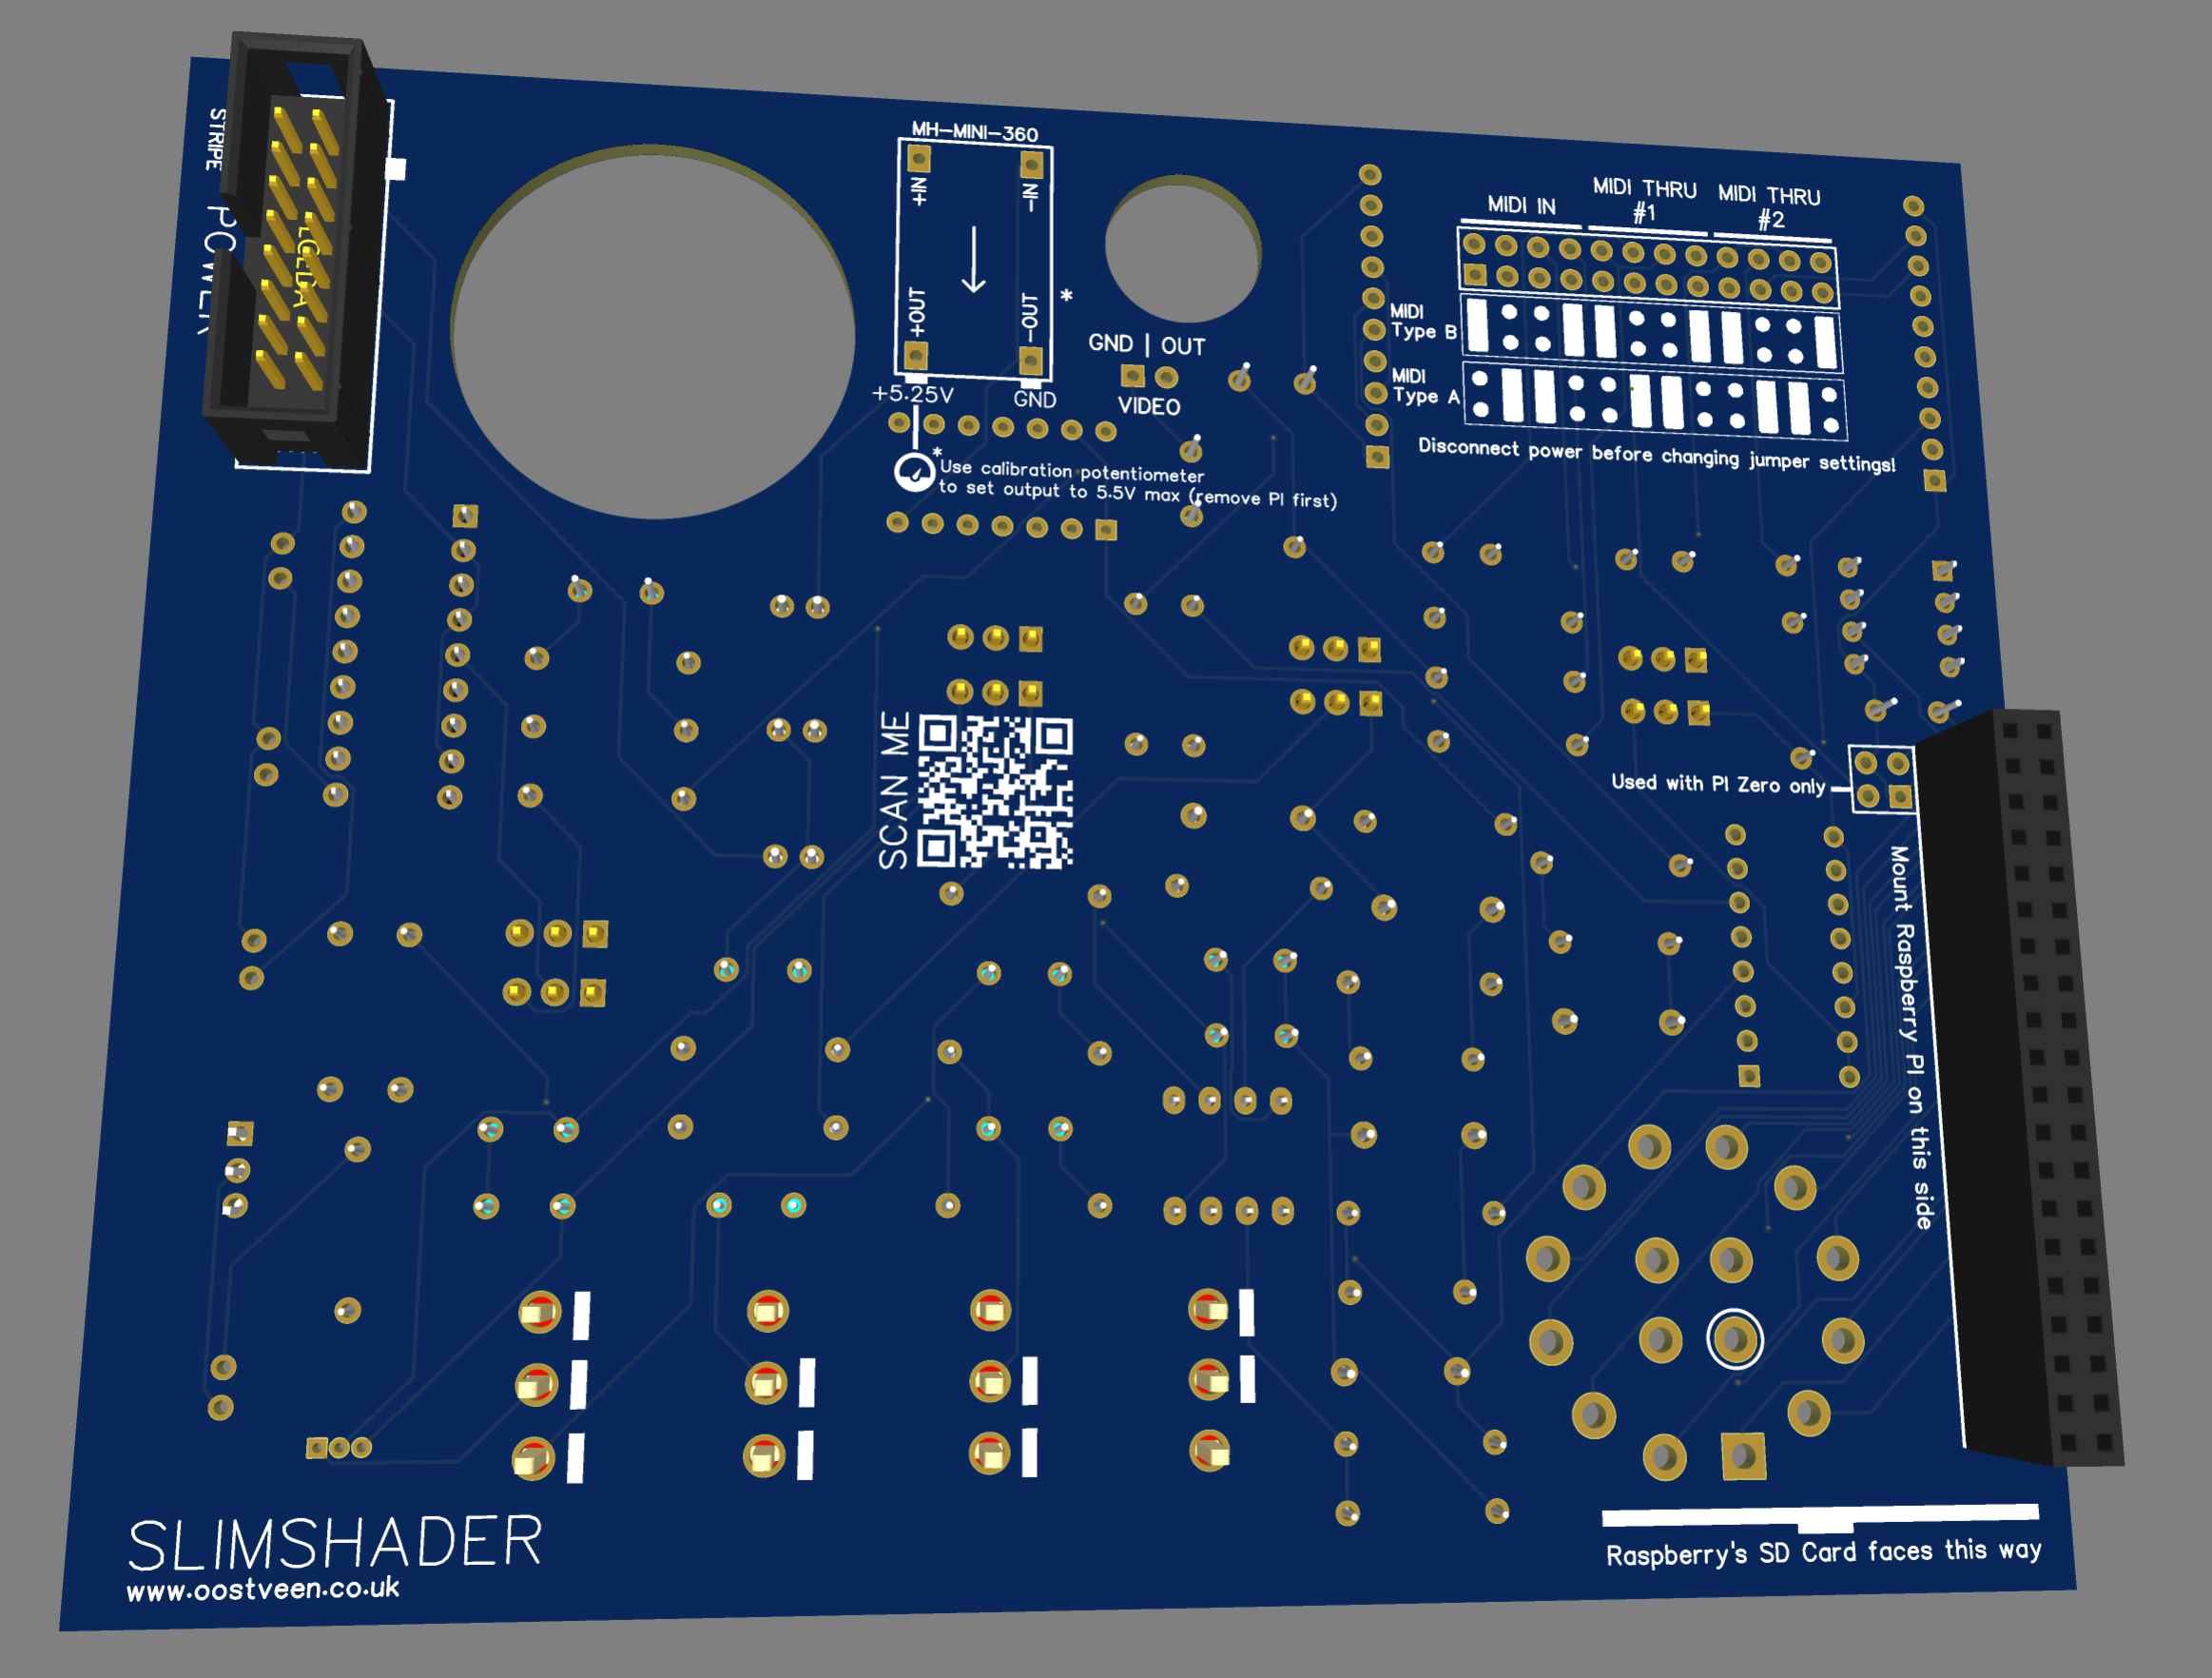 MH-MINI-360
+IN
-IN
+OUT
-OUT
*
+5.25V
GND
*
Use calibration potentiometer
to set output to 5.5V max (remove PI first)
GND | OUT
VIDEO
MIDI IN
MIDI THRU
#1
MIDI THRU
#2
MIDI
Type B
MIDI
Type A
Disconnect power before changing jumper settings!
STRIPE
SCAN ME
Used with PI Zero only
Mount Raspberry PI on this side
SLIMSHADER
www.oostveen.co.uk
Raspberry's SD Card faces this way